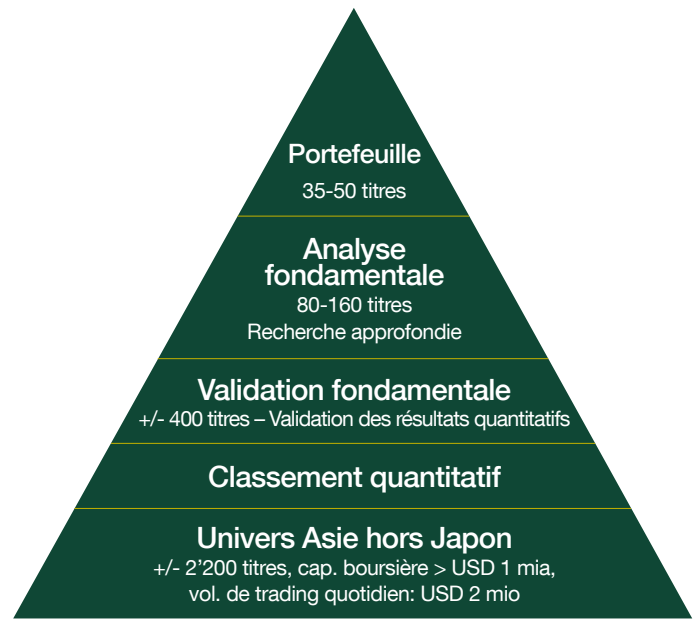 Portefeuille
35-50 titres
Analyse
fondamentale
80-160 titres
Recherche approfondie
Validation fondamentale
+/- 400 titres – Validation des résultats quantitatifs
Classement quantitatif
Univers Asie hors Japon
+/- 2’200 titres, cap. boursière > USD 1 mia,
vol. de trading quotidien: USD 2 mio